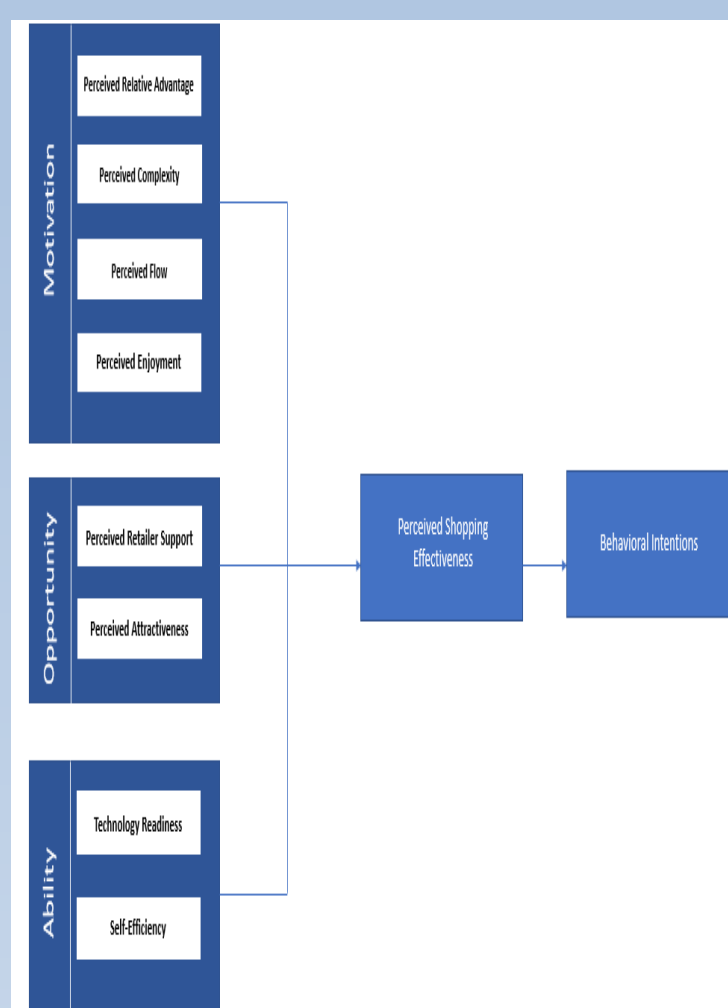 Motivation
Perceived Relative Advantage
Perceived Complexity
Perceived Flow
Perceived Enjoyment
Opportunity
Perceived Retailer Support
Perceived Attractiveness
Ability
Technology Readiness
Self-Efficiency
Perceived Shopping
Effectiveness
Behavioral Intentions